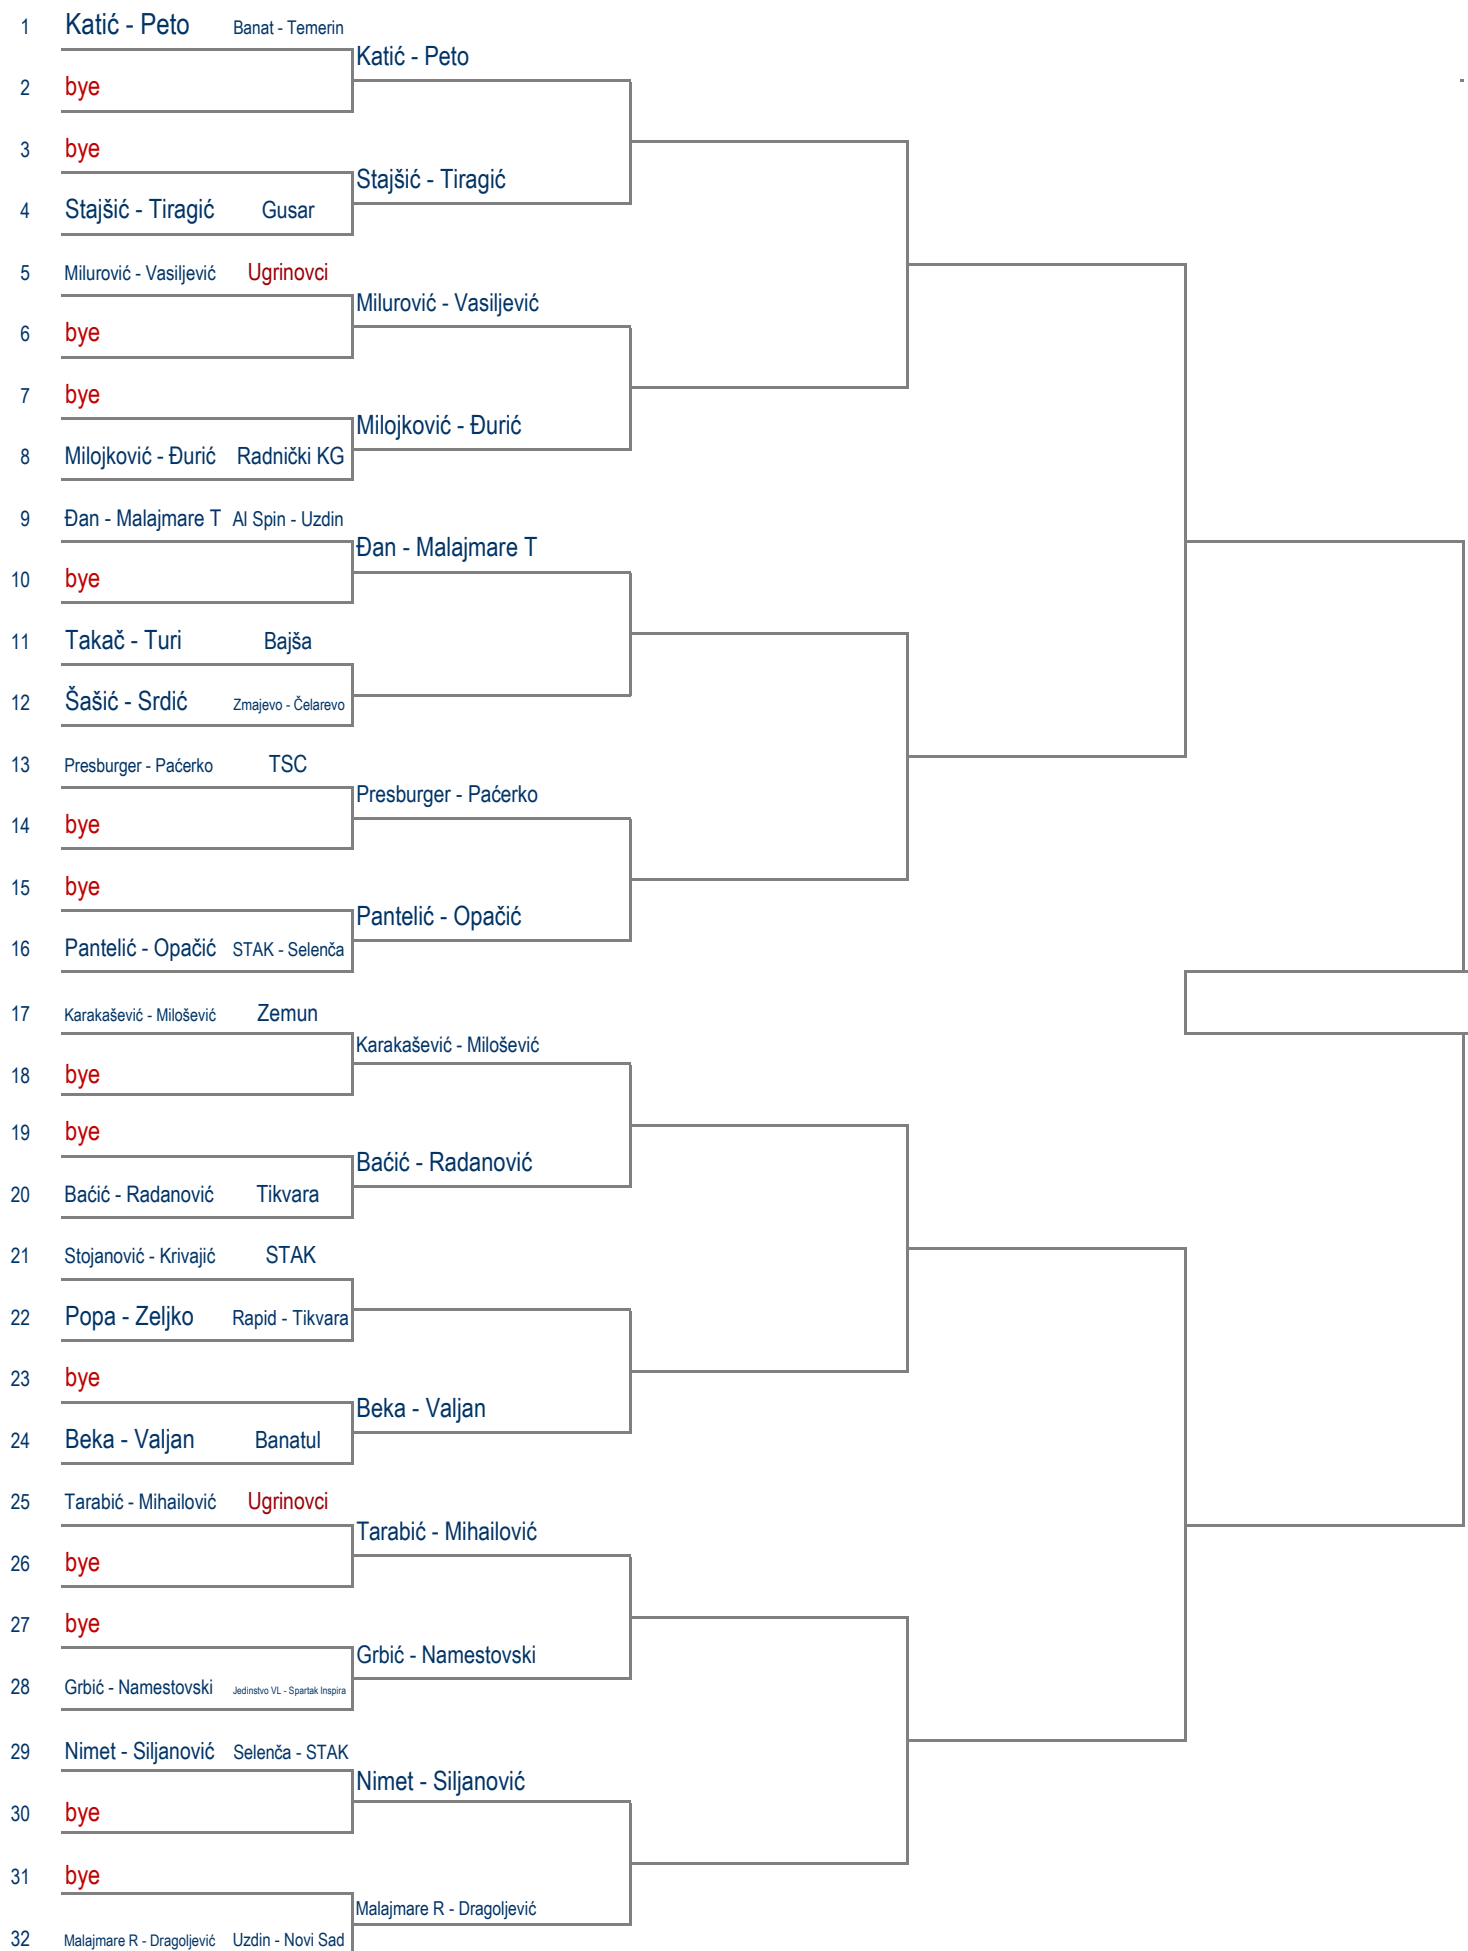 1 Katić - Peto Banat - Temerin
Katić - Peto
2 bye
3 bye
Stajšić - Tiragić
4 Stajšić - Tiragić Gusar
5 Milurović - Vasiljević Ugrinovci
Milurović - Vasiljević
6 bye
7 bye
Milojković - Đurić
8 Milojković - Đurić Radnički KG
9 Đan - Malajmare T Al Spin - Uzdin
Đan - Malajmare T
10 bye
11 Takač - Turi Bajša
12 Šašić - Srdić Zmajevo - Čelarevo
13 Presburger - Paćerko TSC
Presburger - Paćerko
14 bye
15 bye
Pantelić - Opačić
16 Pantelić - Opačić STAK - Selenča
17 Karakašević - Milošević Zemun
Karakašević - Milošević
18 bye
19 bye
Baćić - Radanović
20 Baćić - Radanović Tikvara
21 Stojanović - Krivajić STAK
22 Popa - Zeljko Rapid - Tikvara
23 bye
Beka - Valjan
24 Beka - Valjan Banatul
25 Tarabić - Mihailović Ugrinovci
Tarabić - Mihailović
26 bye
27 bye
Grbić - Namestovski
28 Grbić - Namestovski Jedinstvo VL - Spartak Inspira
29 Nimet - Siljanović Selenča - STAK
Nimet - Siljanović
30 bye
31 bye
Malajmare R - Dragoljević
32 Malajmare R - Dragoljević Uzdin - Novi Sad